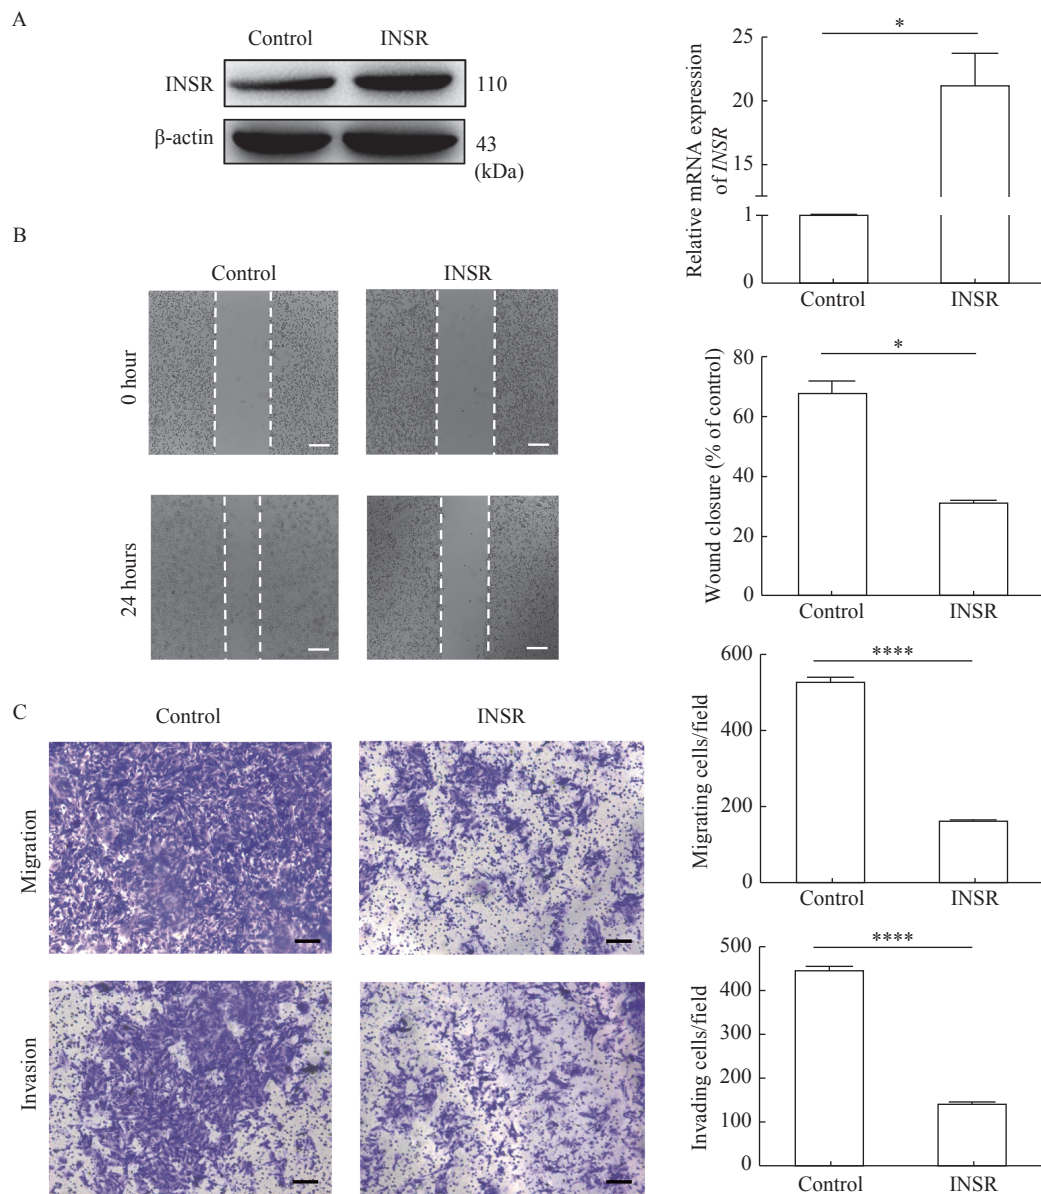 A
Control INSR
INSR 110
β-actin 43
(kDa)
Relative mRNA expression
of INSR
*
25
20
15
1
0
Control INSR
B
Control INSR
0 hour
24 hours
Wound closure (% of control)
*
80
60
40
20
0
Control INSR
C
Control INSR
Migration
Invasion
Migrating cells/field
****
600
400
200
0
Control INSR
Invading cells/field
****
500
400
300
200
100
0
Control INSR